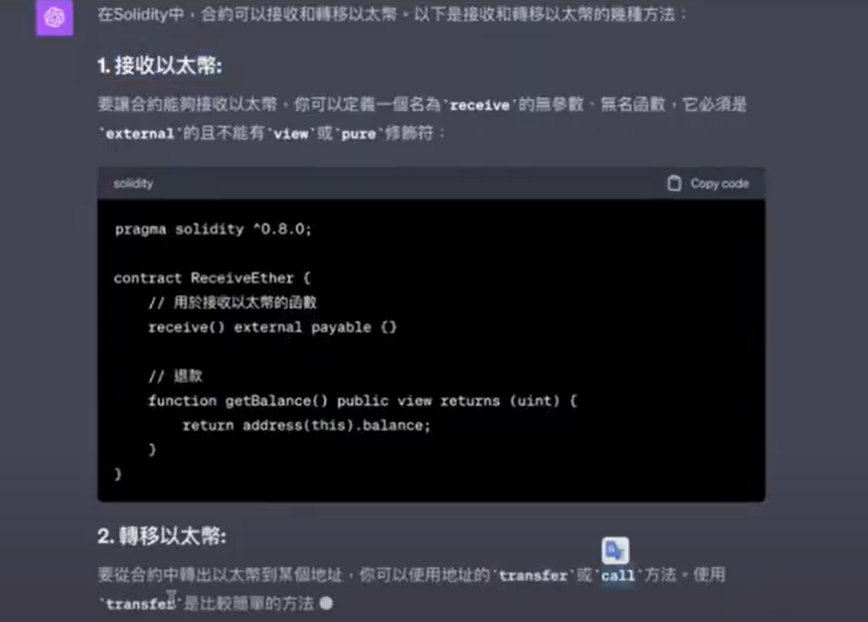 在Solidity中，合約可以接收和轉移以太幣。以下是接收和轉移以太幣的幾種方法：
1. 接收以太幣:
要讓合約能夠接收以太幣，你可以定義一個名為`receive`的無參數、無名函數，它必須是
`external`的且不能有`view`或`pure`修飾符：
solidity
Copy code
pragma solidity ^0.8.0;
contract ReceiveEther {
// 用於接收以太幣的函數
receive() external payable {}
// 退款
function getBalance() public view returns (uint) {
return address(this).balance;
}
}
2. 轉移以太幣:
要從合約中轉出以太幣到某個地址，你可以使用地址的`transfer`或`call`方法。使用
`transfer`是比較簡單的方法